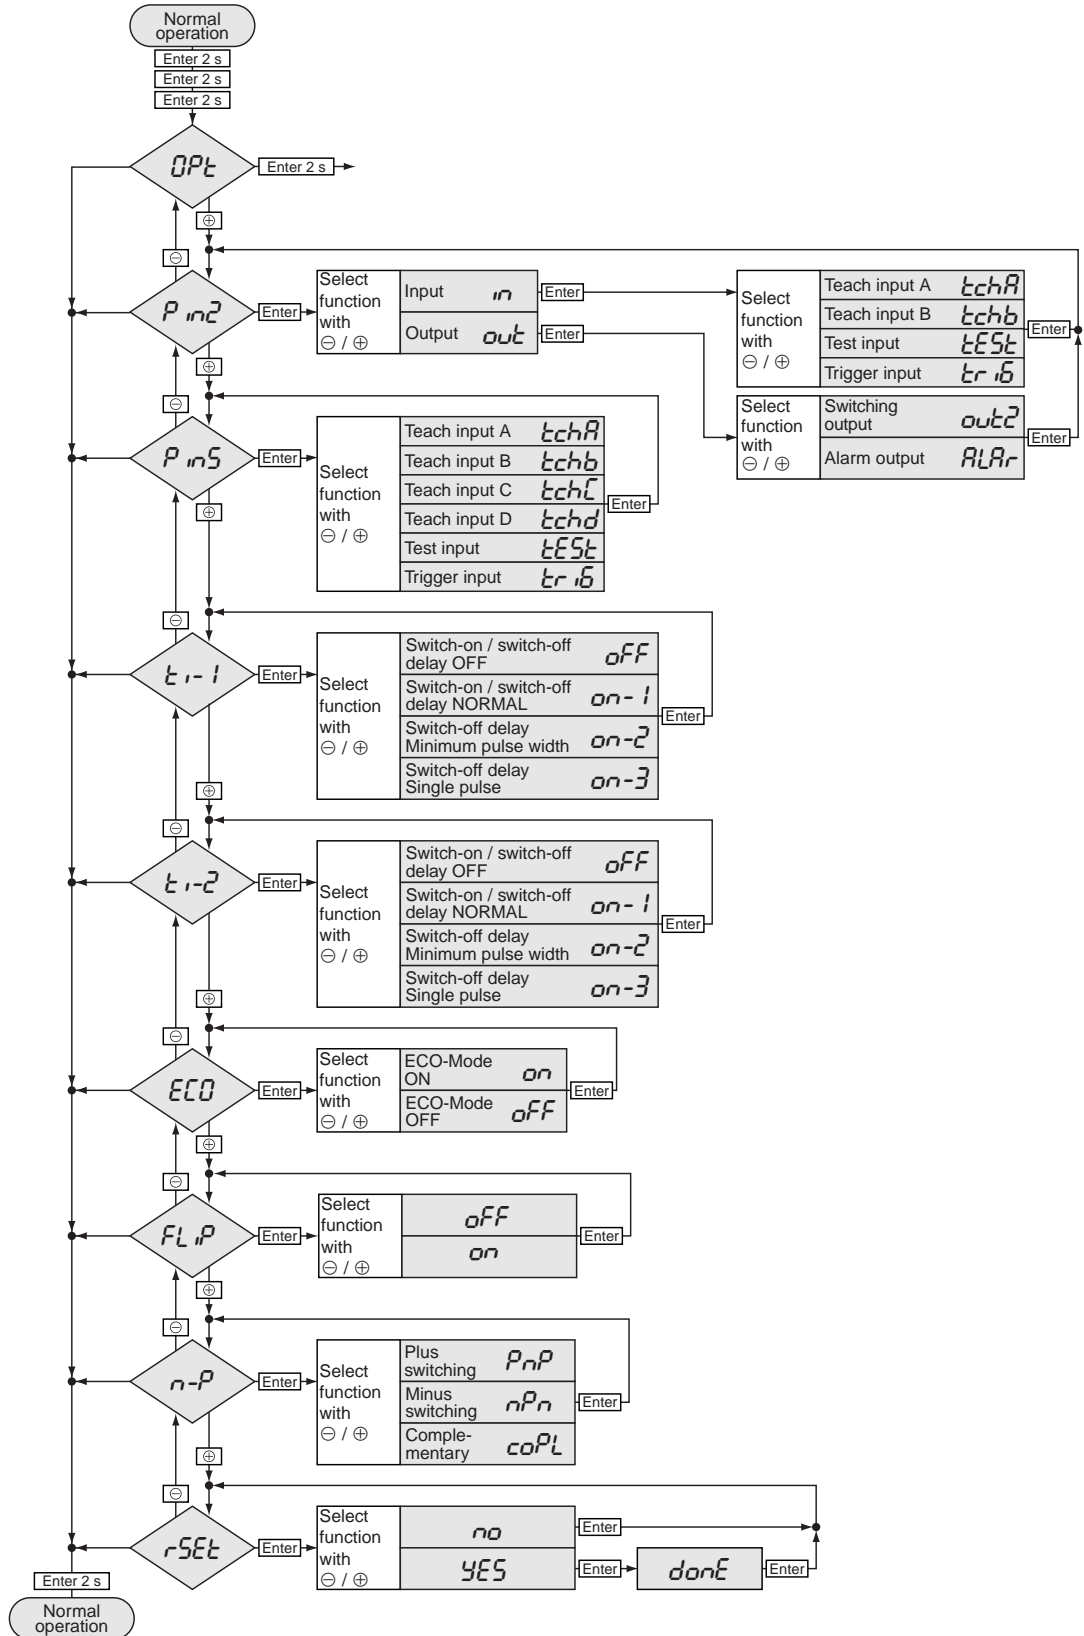 Normal
operation
Enter 2 s
Enter 2 s
Enter 2 s
OPt
Enter 2 s
⊕
⊖
Pin2
Enter
Select
function
with
⊖ / ⊕
Input in
Enter
Output out
Enter
Select
function
with
⊖ / ⊕
Teach input A tchA
Teach input B tchb
Test input tESt
Trigger input triG
Enter
Select
function
with
⊖ / ⊕
Switching
output out2
Alarm output ALAr
Enter
⊕
⊖
Pin5
Enter
Select
function
with
⊖ / ⊕
Teach input A tchA
Teach input B tchb
Teach input C tchC
Teach input D tchd
Test input tESt
Trigger input triG
Enter
⊕
⊖
ti-1
Enter
Select
function
with
⊖ / ⊕
Switch-on / switch-off
delay OFF oFF
Switch-on / switch-off
delay NORMAL on-1
Switch-off delay
Minimum pulse width on-2
Switch-off delay
Single pulse on-3
Enter
⊕
⊖
ti-2
Enter
Select
function
with
⊖ / ⊕
Switch-on / switch-off
delay OFF oFF
Switch-on / switch-off
delay NORMAL on-1
Switch-off delay
Minimum pulse width on-2
Switch-off delay
Single pulse on-3
Enter
⊕
⊖
ECO
Enter
Select
function
with
⊖ / ⊕
ECO-Mode
ON on
ECO-Mode
OFF oFF
Enter
⊕
⊖
FLiP
Enter
Select
function
with
⊖ / ⊕
oFF
on
Enter
⊕
⊖
n-P
Enter
Select
function
with
⊖ / ⊕
Plus
switching PnP
Minus
switching nPn
Comple-
mentary coPL
Enter
⊕
⊖
rSEt
Enter
Select
function
with
⊖ / ⊕
no
Enter
YES
Enter
donE
Enter
Enter 2 s
Normal
operation